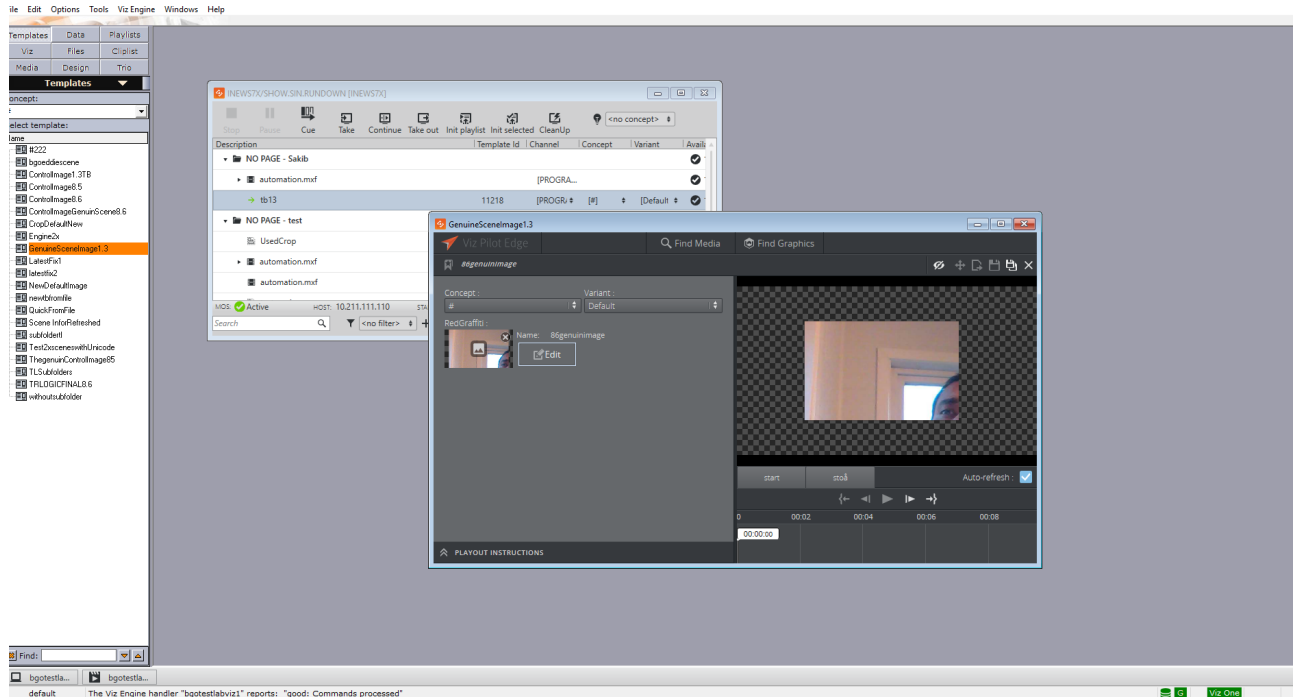 ile Edit Options Tools Viz Engine Windows Help
Templates Data Playlists
Viz Files Cliplist
Media Design Trio
Templates
oncept:
#
elect template:
lame
#222
bgoeddiescene
ControlImage1.3TB
ControlImage8.5
ControlImage8.6
ControlImageGenuinScene8.6
CropDefaultNew
Engine2x
GenuineSceneImage1.3
LatestFix1
latestfix2
NewDefaultImage
newtbfromfile
QuickFromFile
Scene InforRefreshed
subfoldertl
Test2xsceneswithUnicode
ThegenuinControlImage85
TLSubfolders
TRLOGICFINAL8.6
withoutsubfolder
Find:
INEWS7X/SHOW.SIN.RUNDOWN [INEWS7X]
Stop Pause Cue Take Continue Take out Init playlist Init selected CleanUp <no concept>
Description Template Id Channel Concept Variant Availa
NO PAGE - Sakib
automation.mxf [PROGRA...
tb13 11218 [PROGR [#] [Default
NO PAGE - test
UsedCrop
automation.mxf
automation.mxf
MOS: Active HOST: 10.211.111.110 STA
Search <no filter> +
GenuineSceneImage1.3
Viz Pilot Edge Find Media Find Graphics
86genuinimage
Concept : Variant :
# Default
RedGraffiti :
Name: 86genuinimage
Edit
PLAYOUT INSTRUCTIONS
start stoå Auto-refresh :
0 00:02 00:04 00:06 00:08
00:00:00
bgotestla... bgotestla...
default The Viz Engine handler "bgotestlabviz1" reports: "good: Commands processed" G Viz One